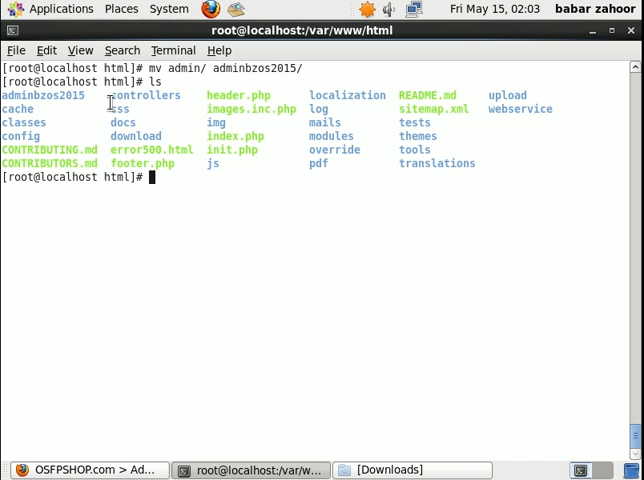 Applications Places System Fri May 15, 02:03 babar zahoor
root@localhost:/var/www/html
File Edit View Search Terminal Help
[root@localhost html]# mv admin/ adminbzos2015/
[root@localhost html]# ls
adminbzos2015 controllers header.php localization README.md upload
cache css images.inc.php log sitemap.xml webservice
classes docs img mails tests
config download index.php modules themes
CONTRIBUTING.md error500.html init.php override tools
CONTRIBUTORS.md footer.php js pdf translations
[root@localhost html]#
OSFPSHOP.com > Ad... root@localhost:/var/w... [Downloads]